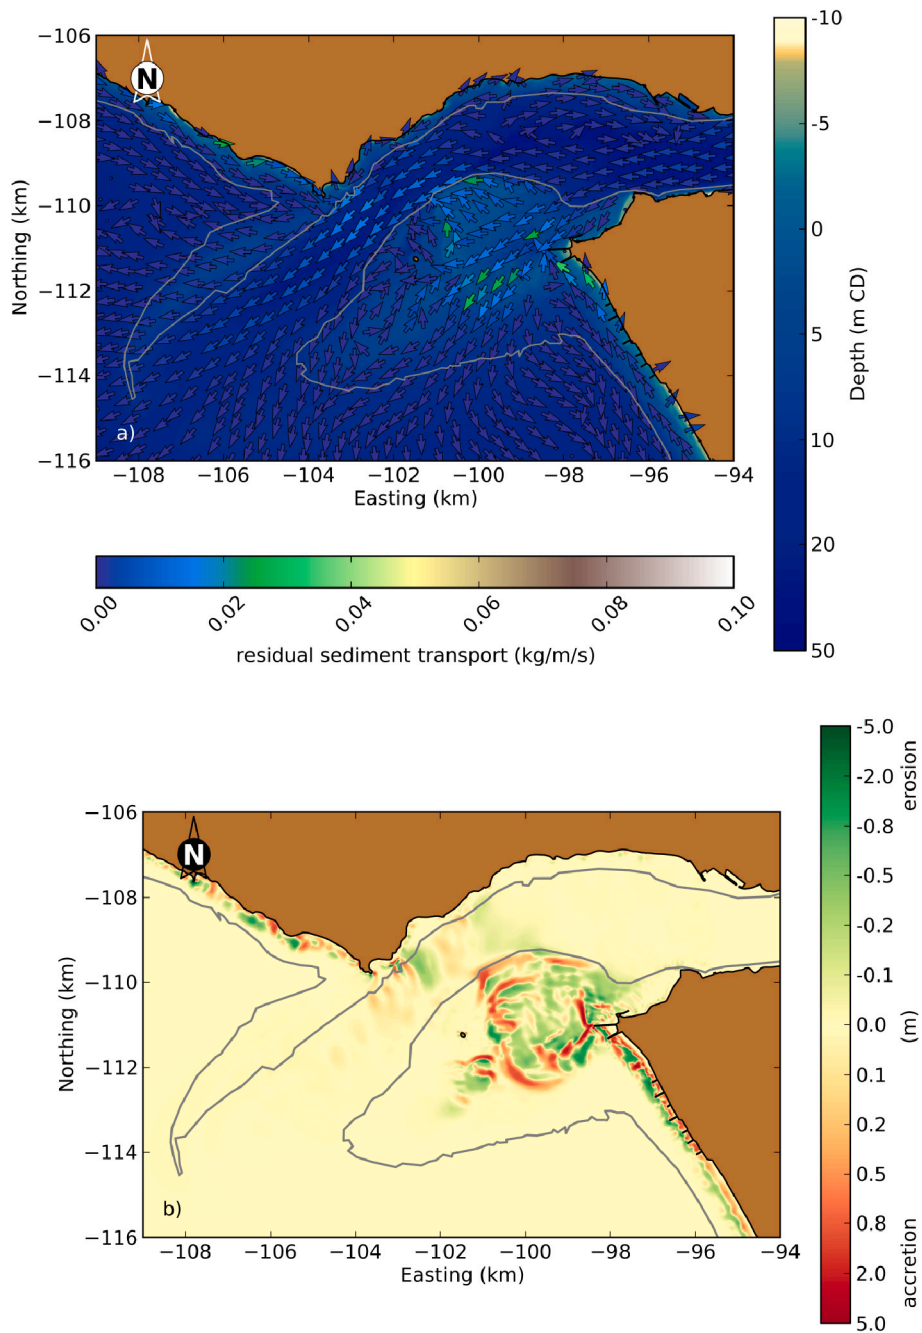 −106
−108
−110
−112
−114
−116
Northing (km)
N
a)
−108 −106 −104 −102 −100 −98 −96 −94
Easting (km)
-10
-5
0
5
10
20
50
Depth (m CD)
0.00 0.02 0.04 0.06 0.08 0.10
residual sediment transport (kg/m/s)
−106
−108
−110
−112
−114
−116
Northing (km)
N
b)
−108 −106 −104 −102 −100 −98 −96 −94
Easting (km)
-5.0
-2.0
-0.8
-0.5
-0.2
-0.1
0.0
0.1
0.2
0.5
0.8
2.0
5.0
erosion
(m)
accretion